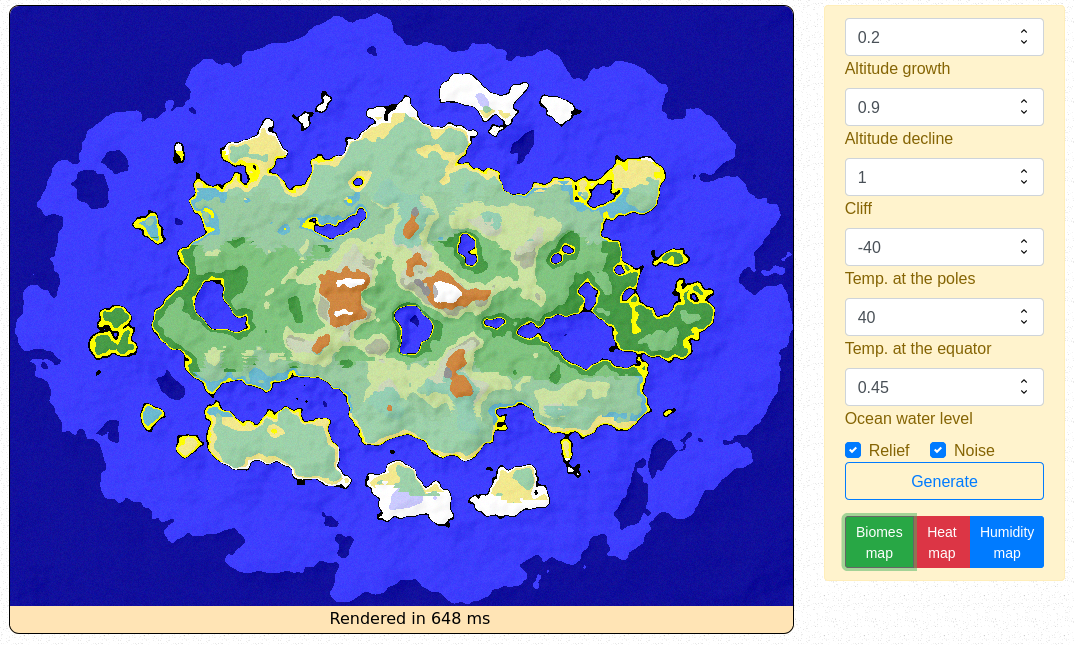 0.2
Altitude growth
0.9
Altitude decline
1
Cliff
-40
Temp. at the poles
40
Temp. at the equator
0.45
Ocean water level
Relief Noise
Generate
Biomes map
Heat map
Humidity map
Rendered in 648 ms